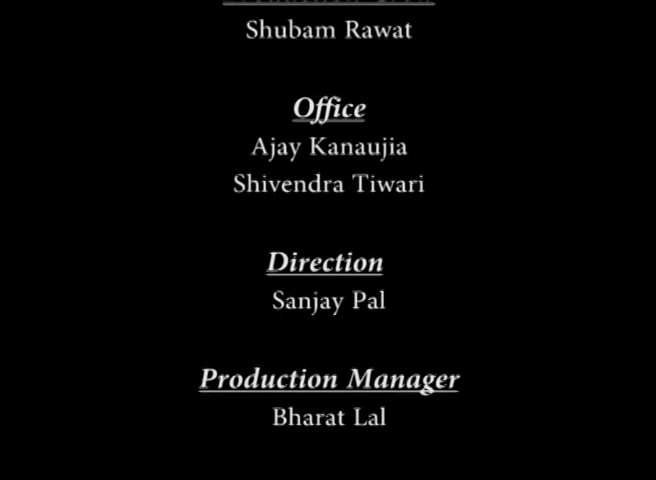 Shubam Rawat
Office
Ajay Kanaujia
Shivendra Tiwari
Direction
Sanjay Pal
Production Manager
Bharat Lal